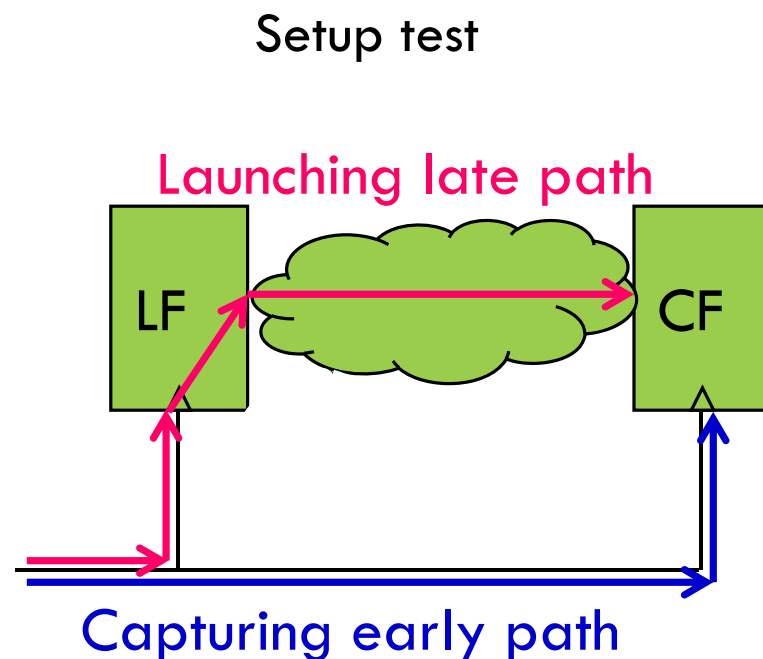 Setup test
Launching late path
LF
CF
Capturing early path